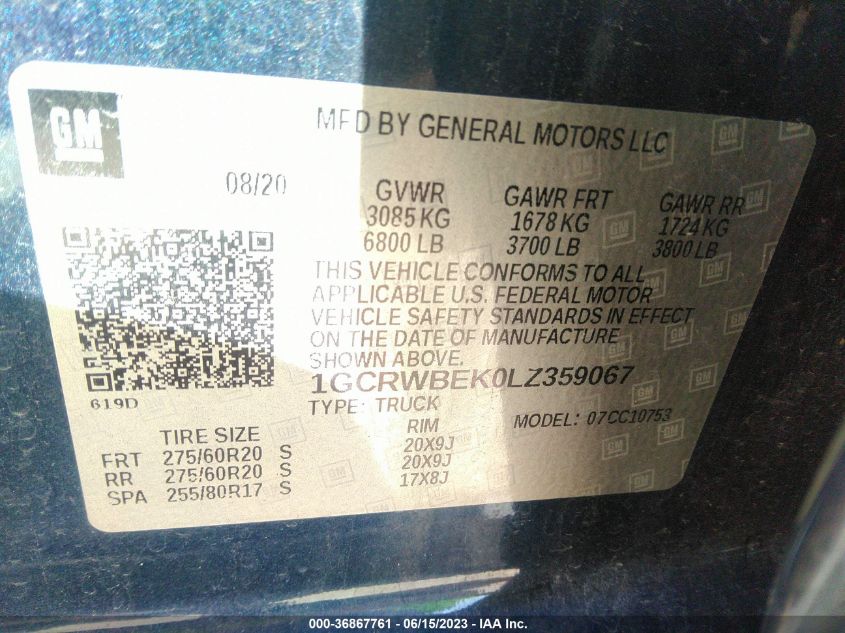 GM
MFD BY GENERAL MOTORS LLC
08/20
GVWR GAWR FRT GAWR RR
3085 KG 1678 KG 1724 KG
6800 LB 3700 LB 3800 LB
THIS VEHICLE CONFORMS TO ALL
APPLICABLE U.S. FEDERAL MOTOR
VEHICLE SAFETY STANDARDS IN EFFECT
ON THE DATE OF MANUFACTURE
SHOWN ABOVE.
1GCRWBEK0LZ359067
619D
TYPE: TRUCK
MODEL: 07CC10753
TIRE SIZE RIM
FRT 275/60R20 S 20X9J
RR 275/60R20 S 20X9J
SPA 255/80R17 S 17X8J
000-36867761 - 06/15/2023 - IAA Inc.